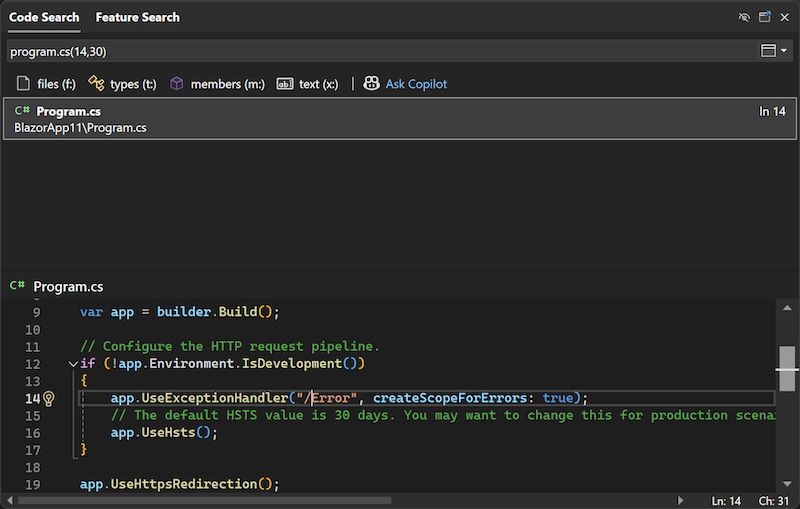 Code Search Feature Search
program.cs(14,30)
files (f:) types (t:) members (m:) text (x:) | Ask Copilot
C# Program.cs ln 14
BlazorApp11\Program.cs
C# Program.cs
9 var app = builder.Build();
10
11 // Configure the HTTP request pipeline.
12 if (!app.Environment.IsDevelopment())
13 {
14 app.UseExceptionHandler("/Error", createScopeForErrors: true);
15 // The default HSTS value is 30 days. You may want to change this for production scena
16 app.UseHsts();
17 }
18
19 app.UseHttpsRedirection();
Ln: 14 Ch: 31